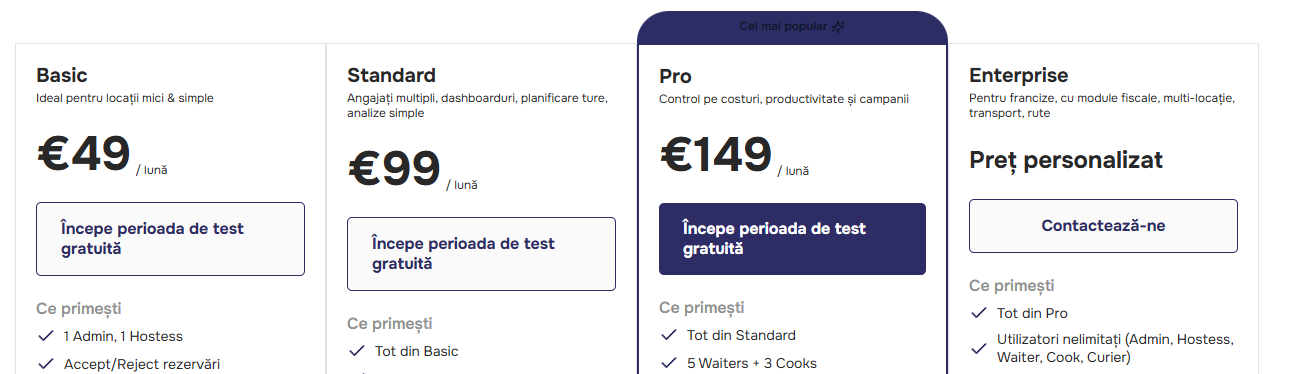 Cel mai popular
Basic
Ideal pentru locații mici & simple
€49 / lună
Începe perioada de test
gratuită
Ce primești
1 Admin, 1 Hostess
Accept/Reject rezervări
Standard
Angajați multipli, dashboarduri, planificare ture,
analize simple
€99 / lună
Începe perioada de test
gratuită
Ce primești
Tot din Basic
Pro
Control pe costuri, productivitate și campanii
€149 / lună
Începe perioada de test
gratuită
Ce primești
Tot din Standard
5 Waiters + 3 Cooks
Enterprise
Pentru francize, cu module fiscale, multi-locație,
transport, rute
Preț personalizat
Contactează-ne
Ce primești
Tot din Pro
Utilizatori nelimitați (Admin, Hostess,
Waiter, Cook, Curier)